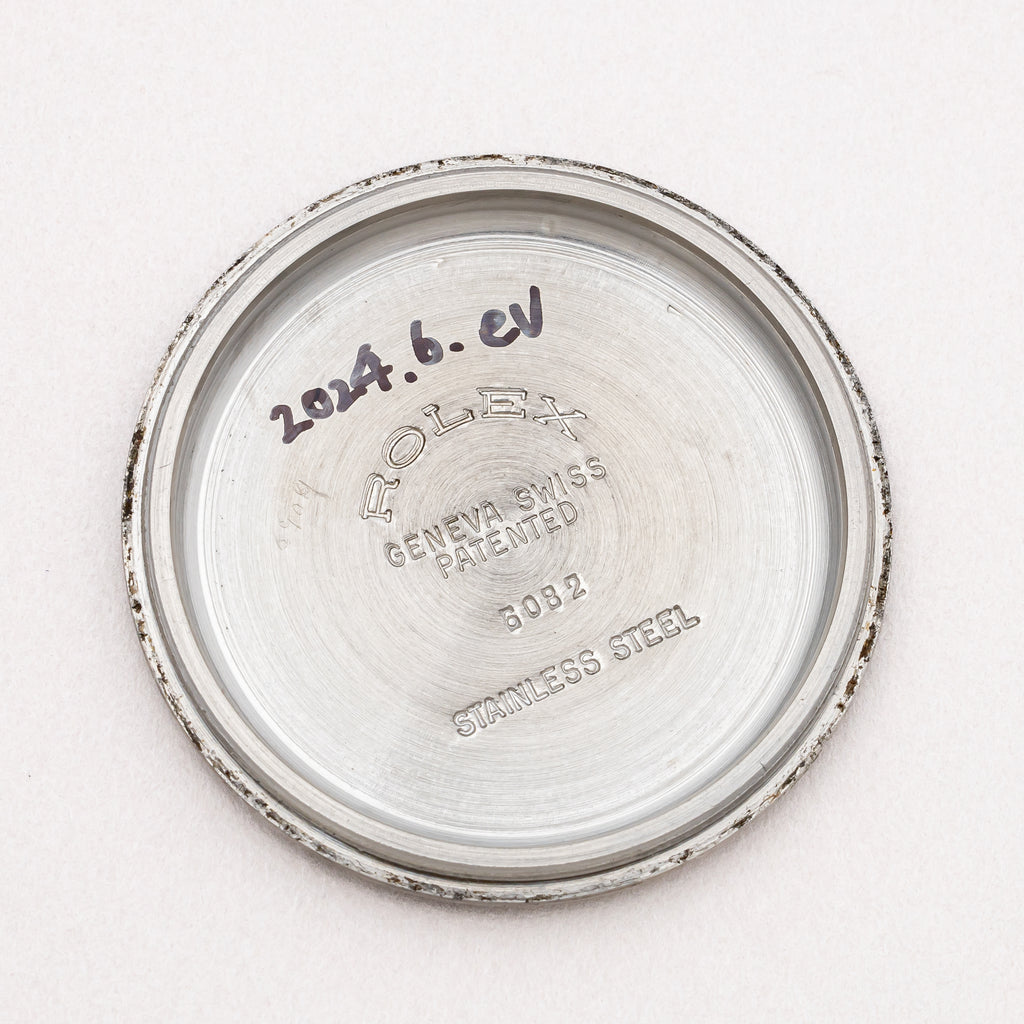 2024.6.ev
ROLEX
GENEVA SWISS
PATENTED
6082
STAINLESS STEEL